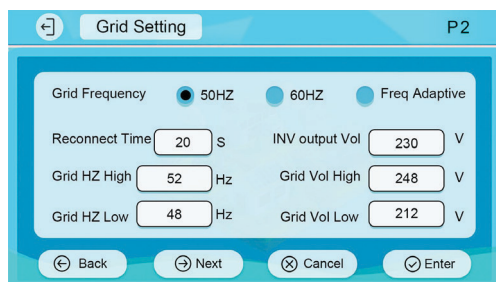 Grid Setting P2
Grid Frequency 50HZ 60HZ Freq Adaptive
Reconnect Time 20 S INV output Vol 230 V
Grid HZ High 52 Hz Grid Vol High 248 V
Grid HZ Low 48 Hz Grid Vol Low 212 V
Back Next Cancel Enter